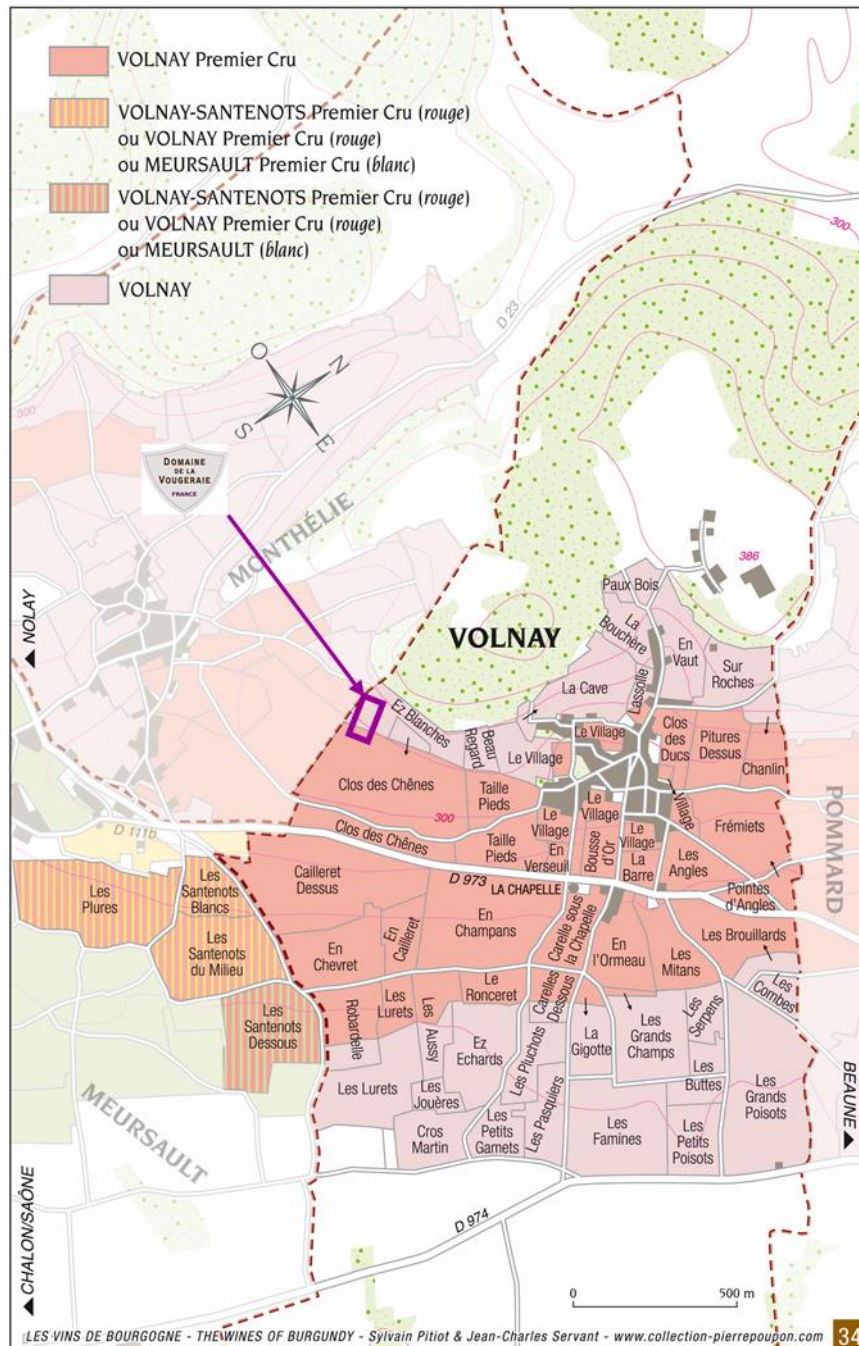 VOLNAY Premier Cru
VOLNAY-SANTENOTS Premier Cru (rouge)
ou VOLNAY Premier Cru (rouge)
ou MEURSAULT Premier Cru (blanc)
VOLNAY-SANTENOTS Premier Cru (rouge)
ou VOLNAY Premier Cru (rouge)
ou MEURSAULT (blanc)
VOLNAY
300
D 23
O
N
S
E
300
DOMAINE
DE LA
VOUGERAIE
FRANCE
MONTHÉLIE
386
NOLAY
VOLNAY
Paux Bois
La
Bouchère
Lassolle
En
Vaut
Sur
Roches
La Cave
Ez Blanches
Beau
Regard
Le Village
Le Village
Clos
des
Ducs
Pitures
Dessus
Chanlin
POMMARD
Clos des Chênes
Taille
Pieds
300
Clos des Chênes
Taille
Pieds
Le
Village
En
Verseuil
Le
Village
Bousse
d'Or
Le
Village
La
Barre
Village
Frémiets
Les
Angles
Pointes
d'Angles
D 111b
D 973
LA CHAPELLE
Cailleret
Dessus
Les
Plures
Les
Santenots
Blancs
Les
Santenots
du Milieu
Les
Santenots
Dessous
En
Chevret
En
Cailleret
En
Champans
Carelle sous
la Chapelle
En
l'Ormeau
Les
Mitans
Les Brouillards
Les
Combes
Robardelle
Les
Lurets
Les
Aussy
Le
Ronceret
Carelles
Dessous
Ez
Echards
Les Pluchots
La
Gigotte
Les
Grands
Champs
Les
Serpens
Les
Buttes
Les
Grands
Poisots
Les Lurets
Les
Jouères
Cros
Martin
Les
Petits
Gamets
Les Pasquiers
Les
Famines
Les
Petits
Poisots
BEAUNE
MEURSAULT
CHALON/SAÔNE
D 974
0
500 m
LES VINS DE BOURGOGNE - THE WINES OF BURGUNDY - Sylvain Pitiot & Jean-Charles Servant - www.collection-pierrepoupon.com
34